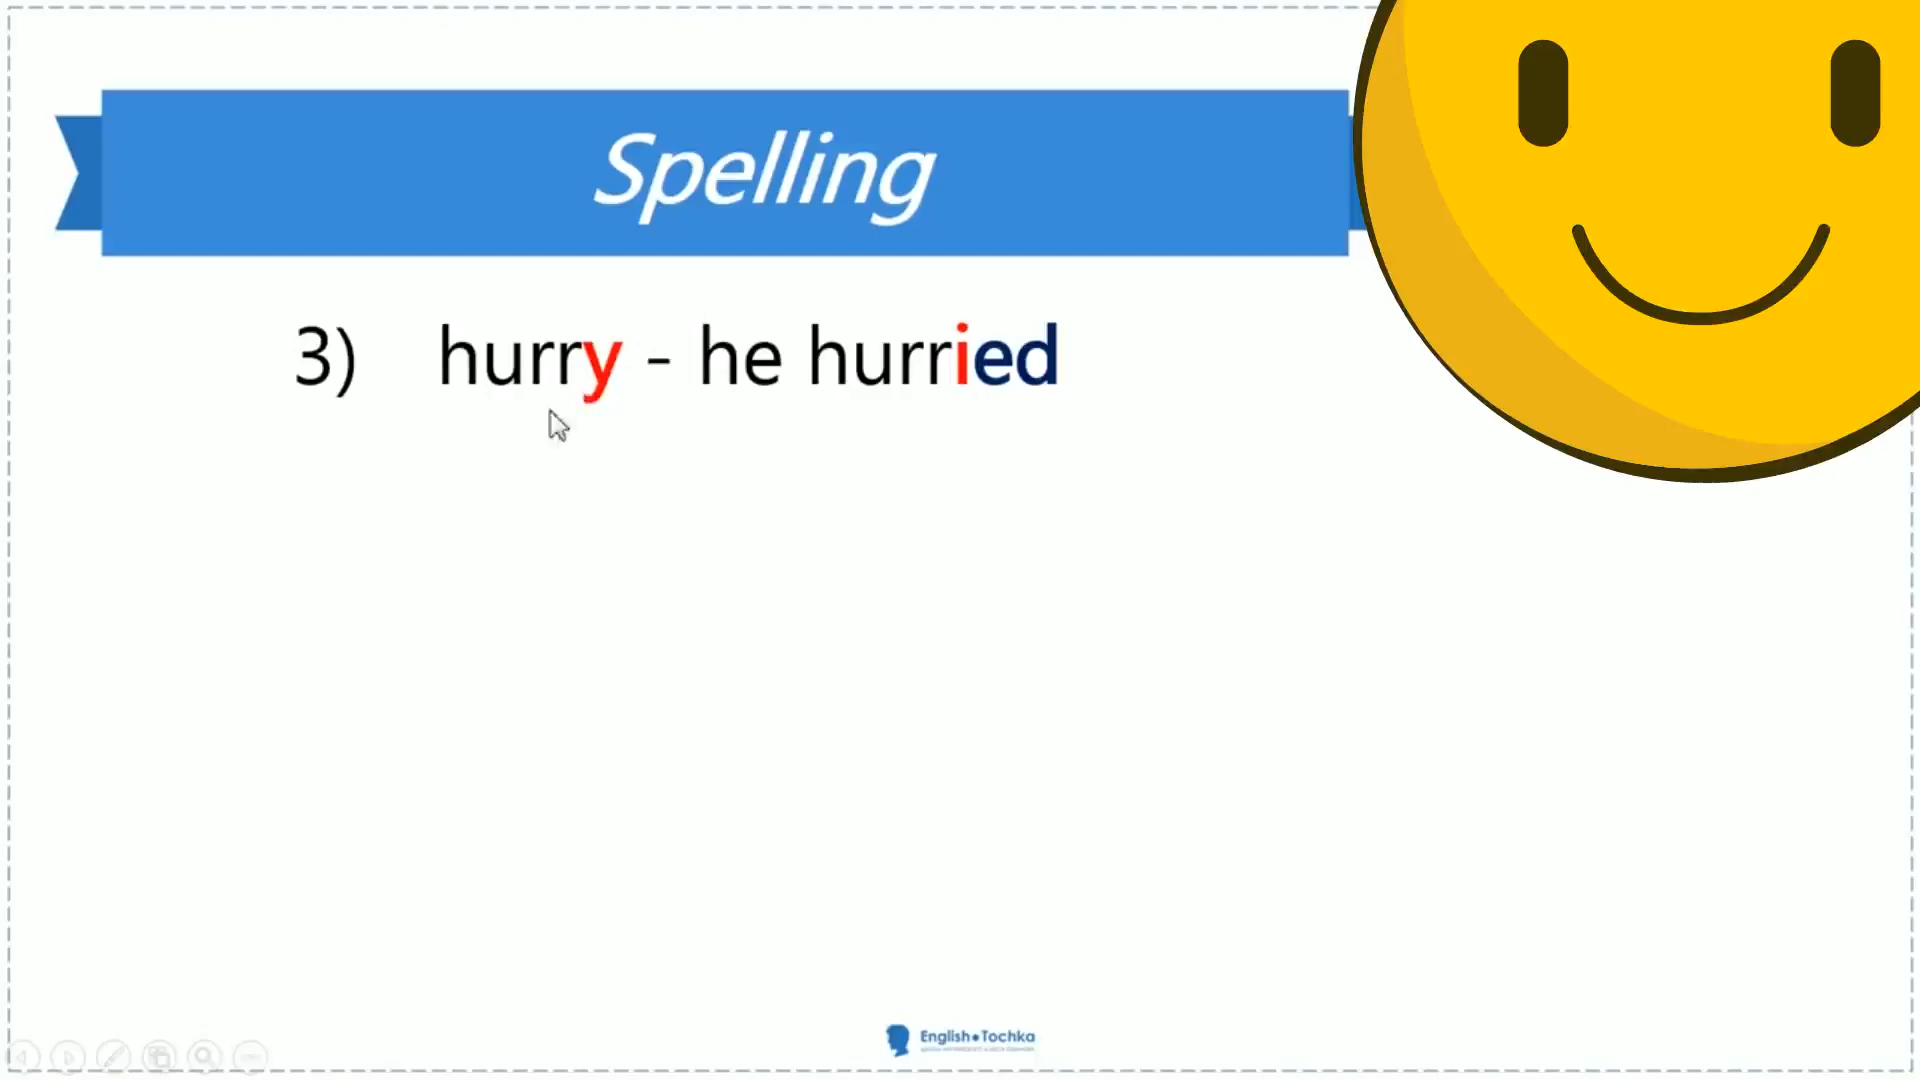 Spelling
3) hurry - he hurried
English•Tochka